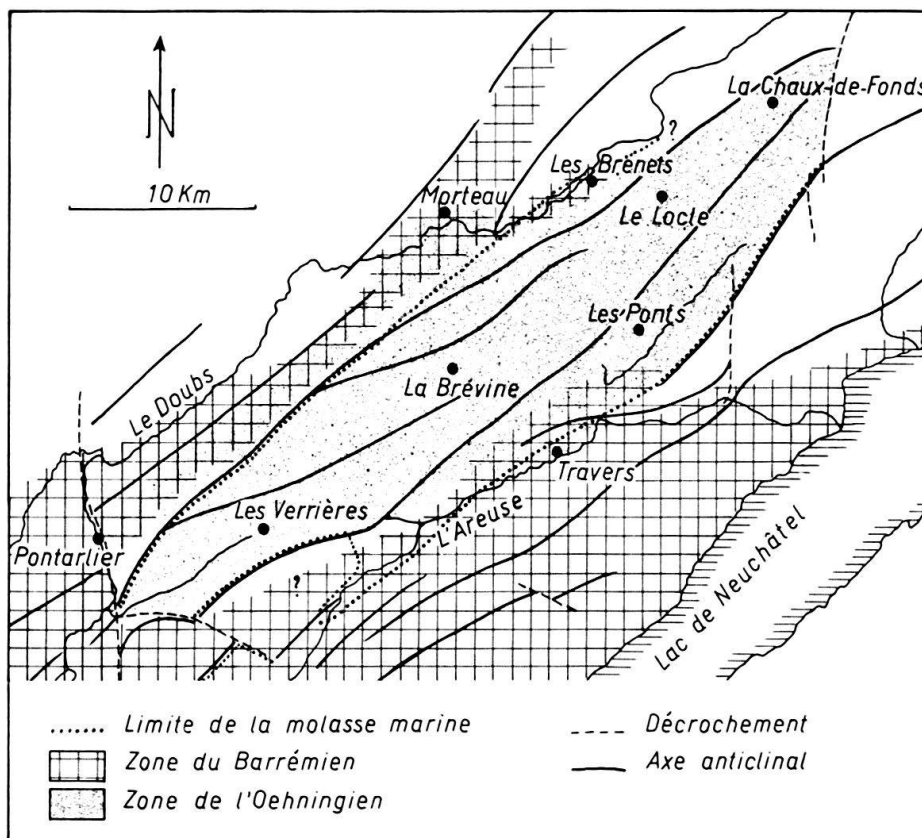 La Chaux-de-Fonds
N
?
Les Brenets
10 Km
Morteau
Le Locle
Les Ponts
La Brévine
Le Doubs
Travers
Les Verrières
L'Areuse
Pontarlier
?
Lac de Neuchâtel
Limite de la molasse marine
Décrochement
Zone du Barrémien
Axe anticlinal
Zone de l'Oehningien